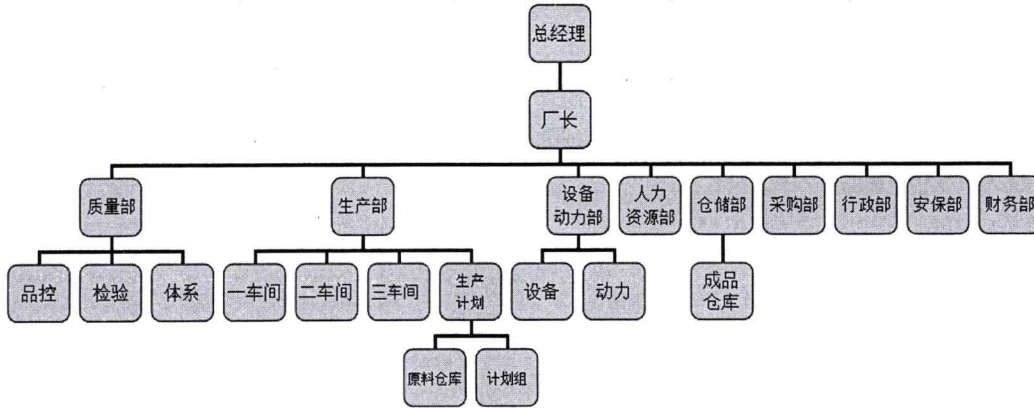 总经理
厂长
质量部
生产部
设备
动力部
人力
资源部
仓储部
采购部
行政部
安保部
财务部
品控
检验
体系
一车间
二车间
三车间
生产
计划
设备
动力
成品
仓库
原料仓库
计划组